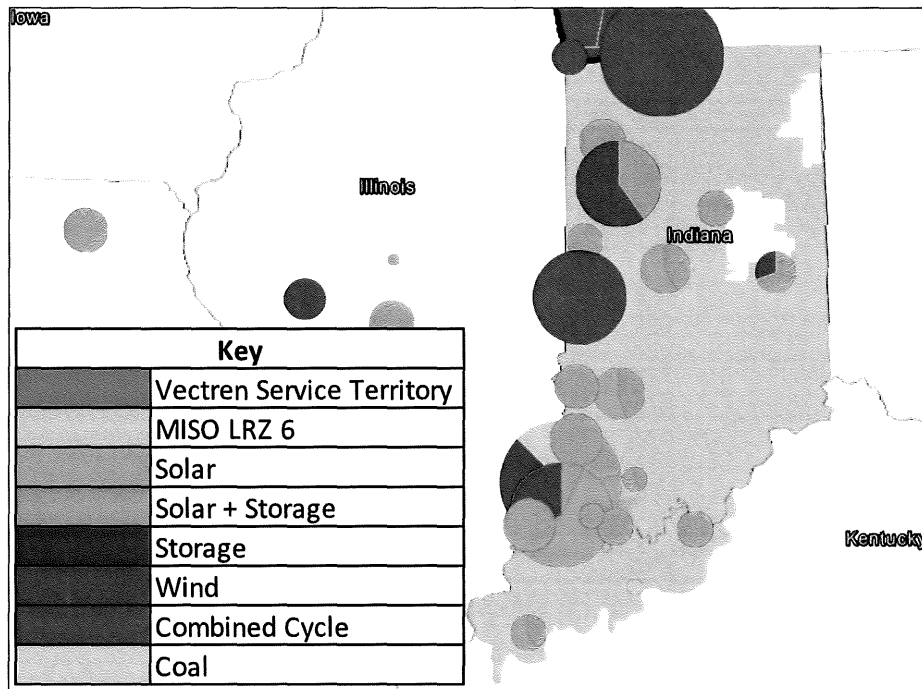 Iowa
Illinois
Indiana
Kentucky
Key
Vectren Service Territory
MISO LRZ 6
Solar
Solar + Storage
Storage
Wind
Combined Cycle
Coal